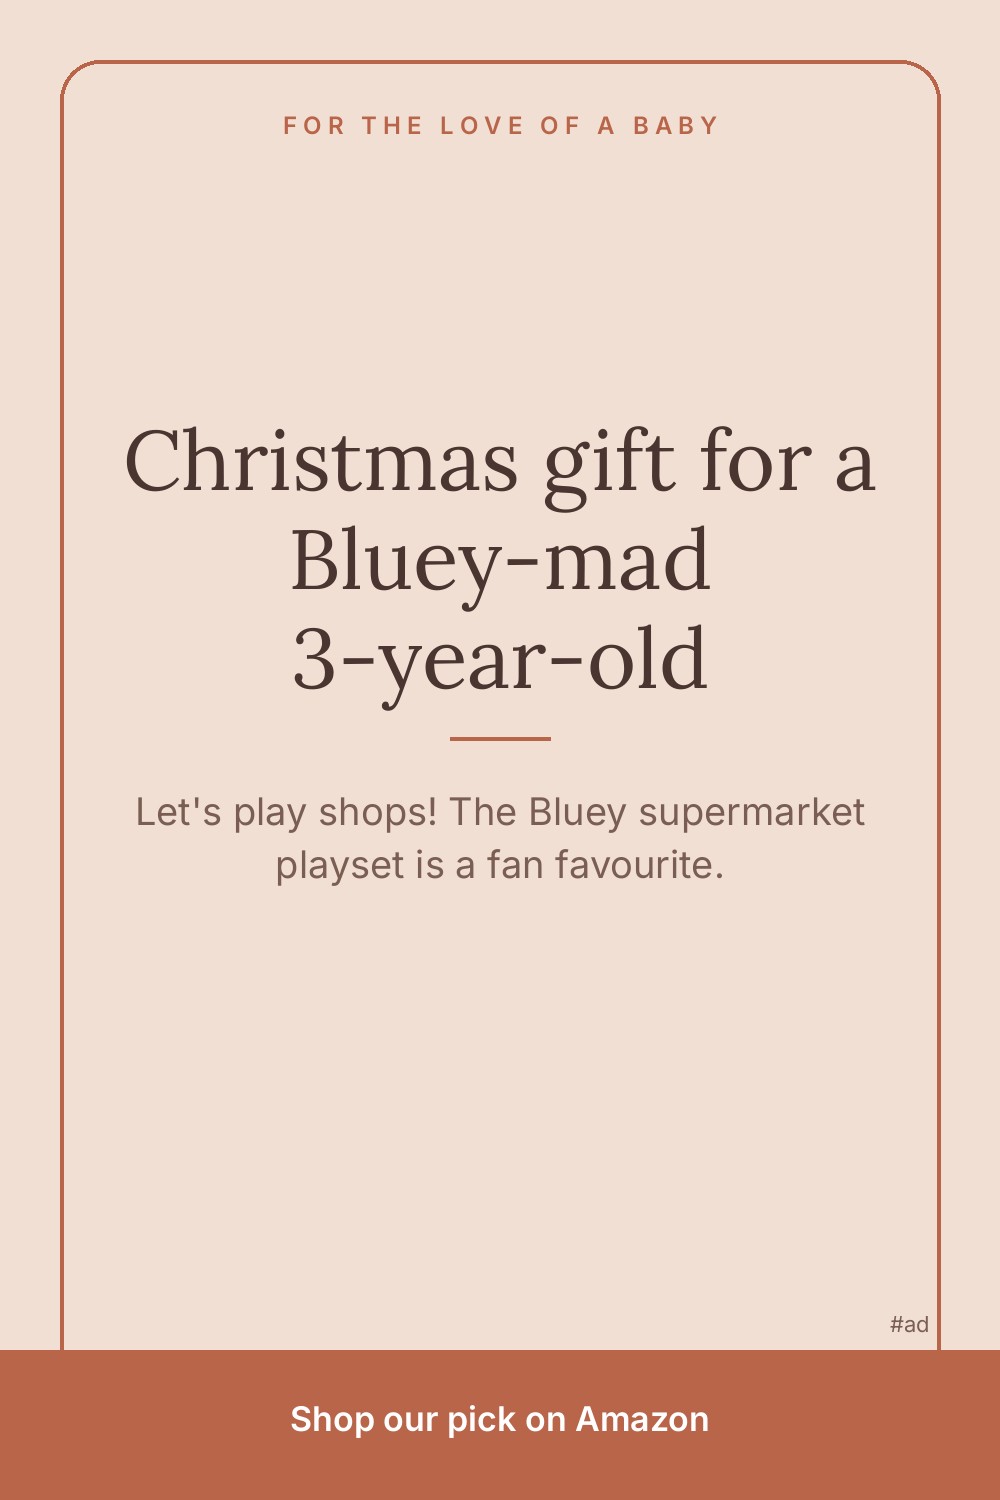 FOR THE LOVE OF A BABY
Christmas gift for a
Bluey-mad
3-year-old
Let's play shops! The Bluey supermarket
playset is a fan favourite.
#ad
Shop our pick on Amazon